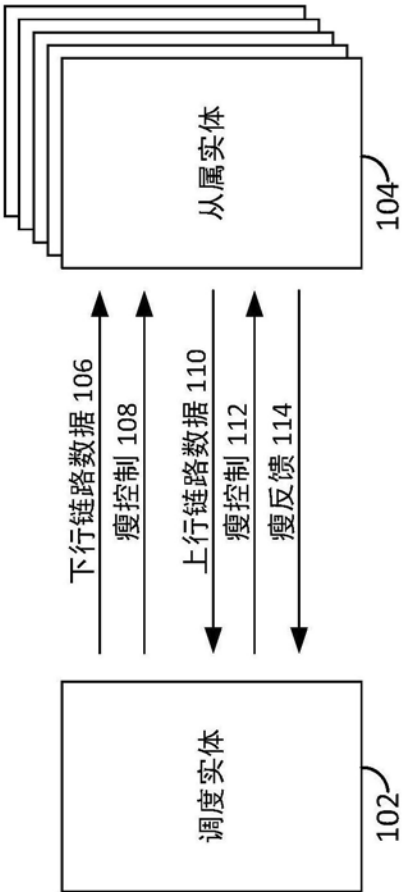 调度实体
102
下行链路数据 106
瘦控制 108
上行链路数据 110
瘦控制 112
瘦反馈 114
从属实体
104